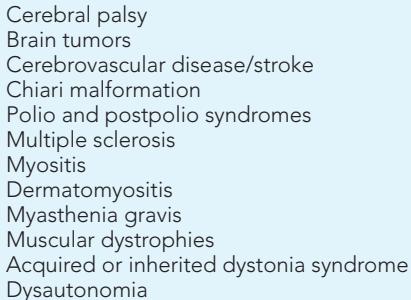 Cerebral palsy
Brain tumors
Cerebrovascular disease/stroke
Chiari malformation
Polio and postpolio syndromes
Multiple sclerosis
Myositis
Dermatomyositis
Myasthenia gravis
Muscular dystrophies
Acquired or inherited dystonia syndrome
Dysautonomia